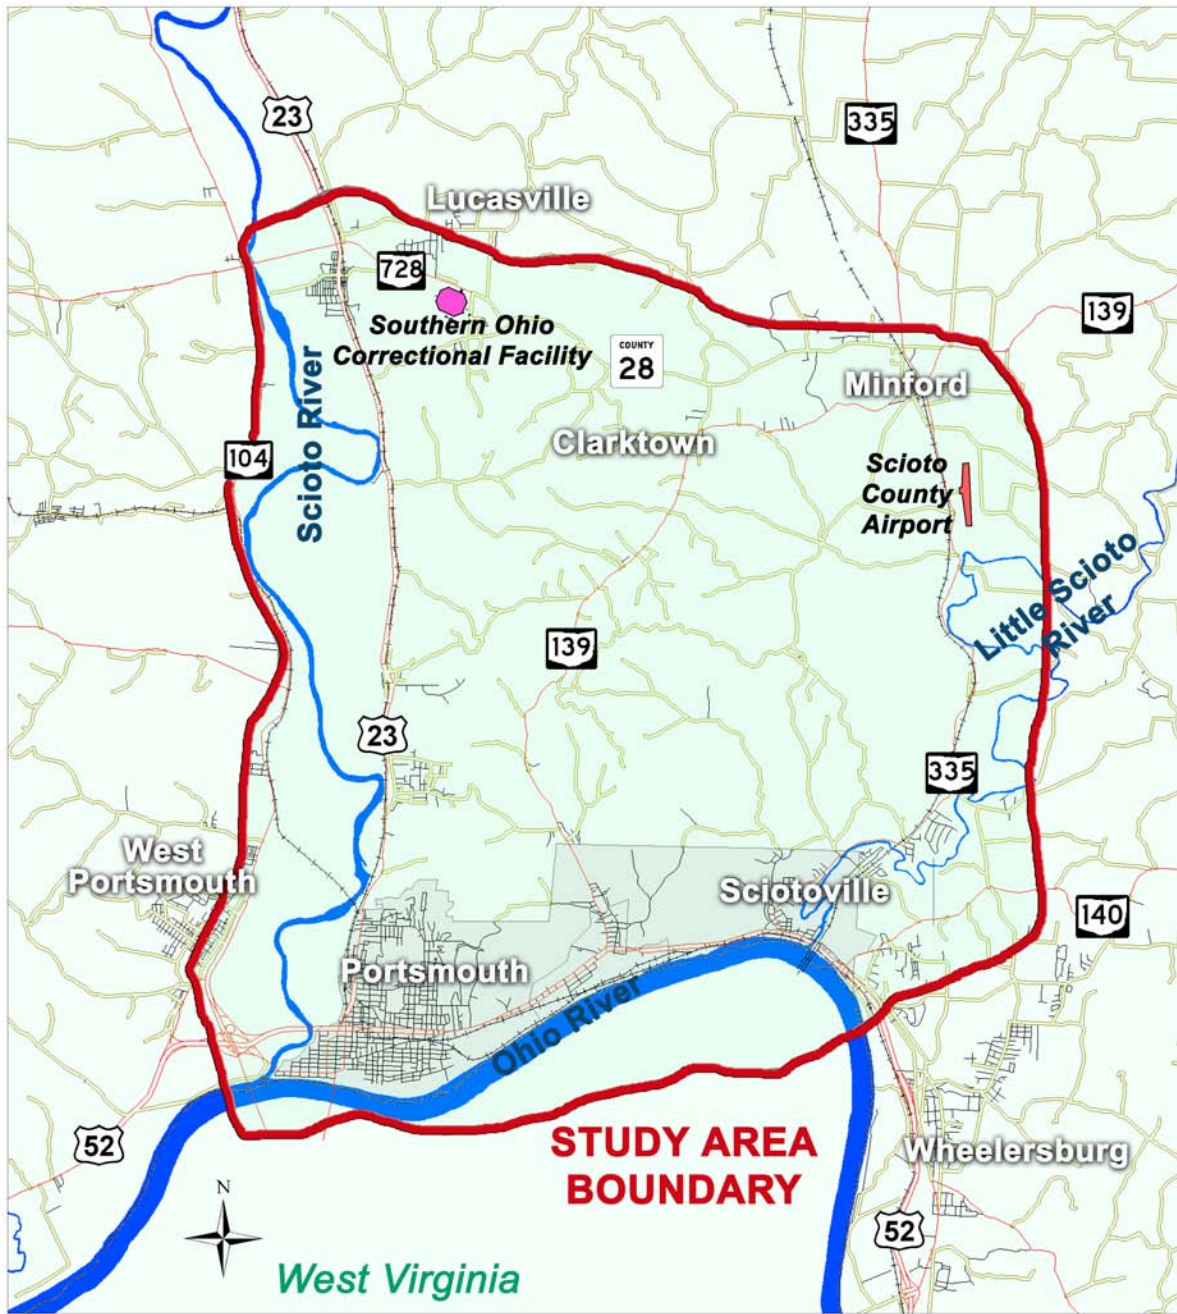 23
335
Lucasville
728
139
Southern Ohio
Correctional Facility
COUNTY
28
Minford
Scioto River
Clarktown
104
Scioto
County
Airport
Little Scioto
River
139
23
335
West
Portsmouth
Sciotoville
140
Portsmouth
Ohio River
52
STUDY AREA
BOUNDARY
Wheelersburg
N
52
West Virginia